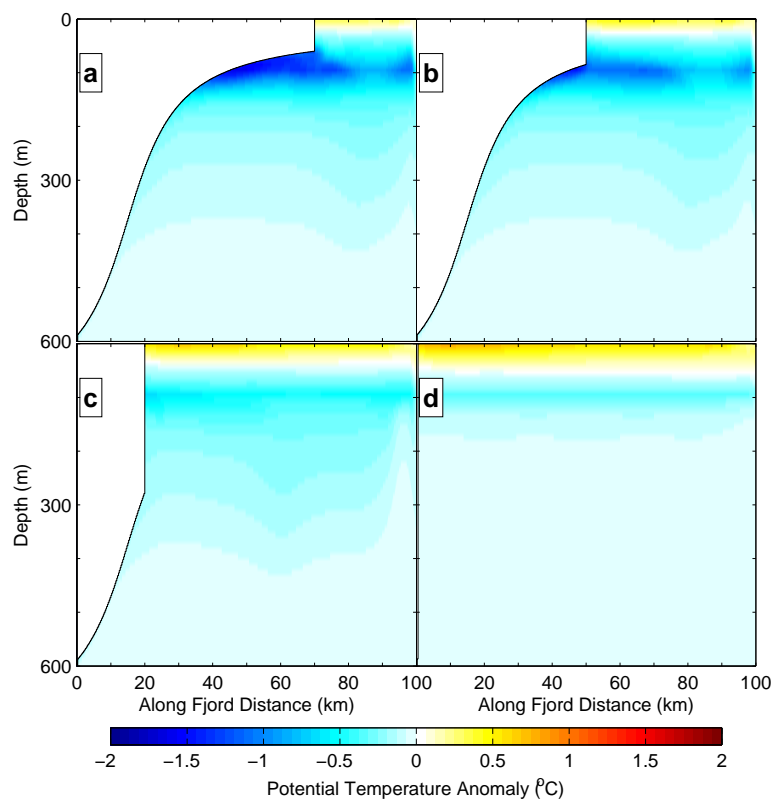 0
a
b
Depth (m)
300
600
c
d
Depth (m)
300
600
0 20 40 60 80 100 20 40 60 80 100
Along Fjord Distance (km) Along Fjord Distance (km)
−2 −1.5 −1 −0.5 0 0.5 1 1.5 2
Potential Temperature Anomaly (ºC)